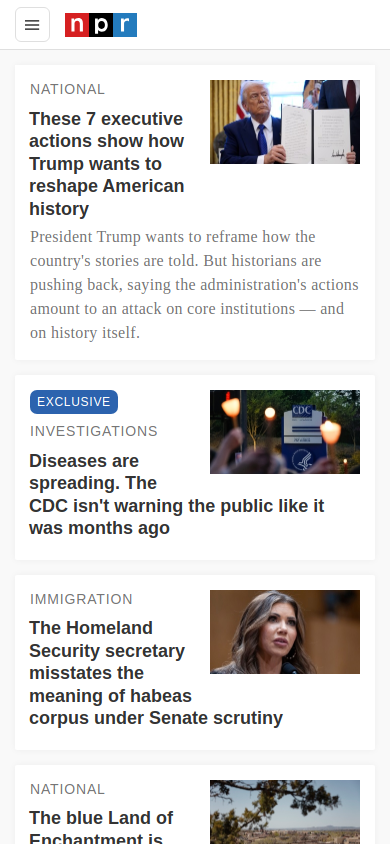 npr
NATIONAL
These 7 executive
actions show how
Trump wants to
reshape American
history
President Trump wants to reframe how the
country's stories are told. But historians are
pushing back, saying the administration's actions
amount to an attack on core institutions — and
on history itself.
EXCLUSIVE
CDC
INVESTIGATIONS
Diseases are
spreading. The
CDC isn't warning the public like it
was months ago
IMMIGRATION
The Homeland
Security secretary
misstates the
meaning of habeas
corpus under Senate scrutiny
NATIONAL
The blue Land of
Enchantment is